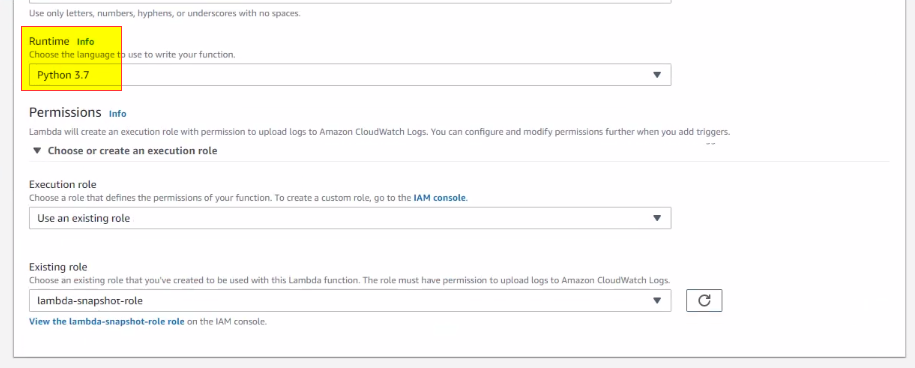 Use only letters, numbers, hyphens, or underscores with no spaces.
Runtime Info
Choose the language to use to write your function.
Python 3.7
Permissions Info
Lambda will create an execution role with permission to upload logs to Amazon CloudWatch Logs. You can configure and modify permissions further when you add triggers.
Choose or create an execution role
Execution role
Choose a role that defines the permissions of your function. To create a custom role, go to the IAM console.
Use an existing role
Existing role
Choose an existing role that you've created to be used with this Lambda function. The role must have permission to upload logs to Amazon CloudWatch Logs.
lambda-snapshot-role
View the lambda-snapshot-role role on the IAM console.